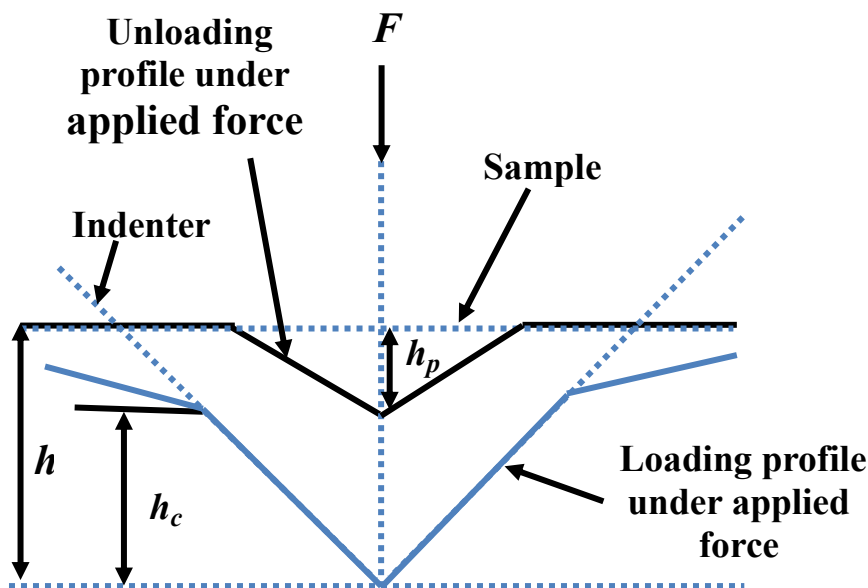 Unloading
profile under
applied force
F
Sample
Indenter
h_p
h
h_c
Loading profile
under applied
force